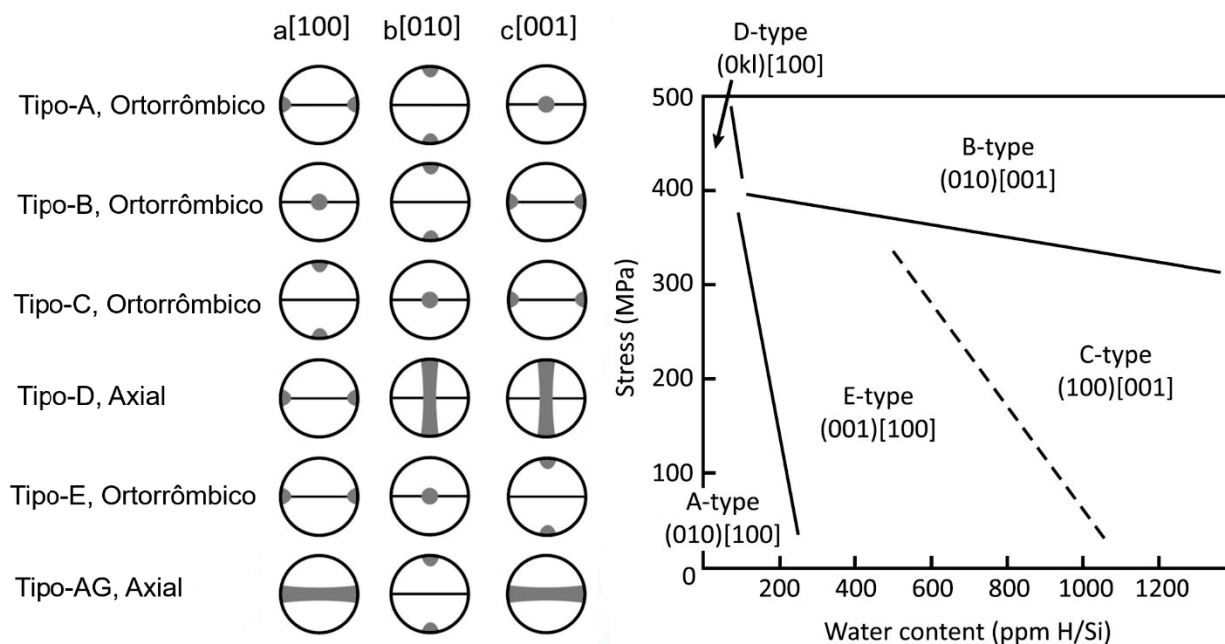 a[100] b[010] c[001]
Tipo-A, Ortorrômbico
Tipo-B, Ortorrômbico
Tipo-C, Ortorrômbico
Tipo-D, Axial
Tipo-E, Ortorrômbico
Tipo-AG, Axial
D-type
(0kl)[100]
500
400
300
200
100
0
Stress (MPa)
B-type
(010)[001]
C-type
(100)[001]
E-type
(001)[100]
A-type
(010)[100]
200 400 600 800 1000 1200
Water content (ppm H/Si)